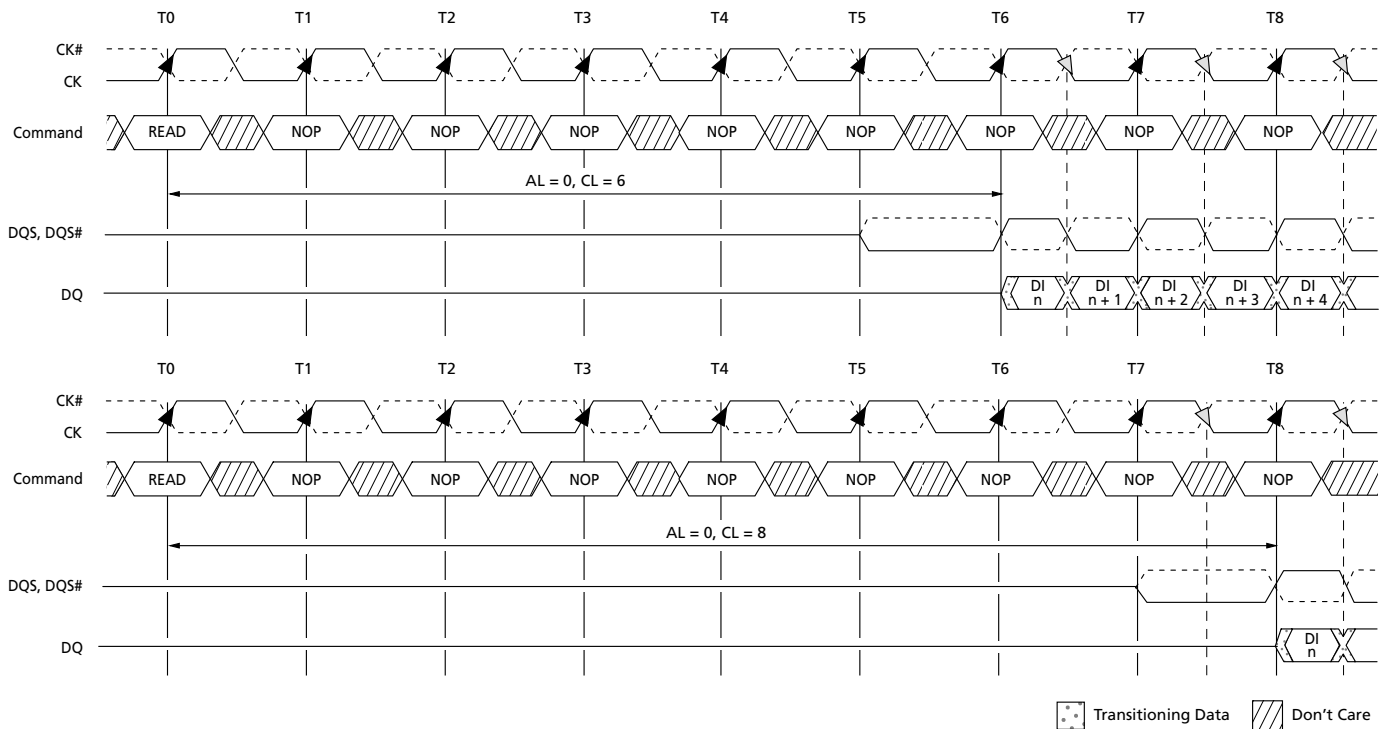 T0 T1 T2 T3 T4 T5 T6 T7 T8
CK#
CK
Command READ NOP NOP NOP NOP NOP NOP NOP NOP
AL = 0, CL = 6
DQS, DQS#
DQ DI n DI n + 1 DI n + 2 DI n + 3 DI n + 4
T0 T1 T2 T3 T4 T5 T6 T7 T8
CK#
CK
Command READ NOP NOP NOP NOP NOP NOP NOP NOP
AL = 0, CL = 8
DQS, DQS#
DQ DI n
Transitioning Data Don't Care